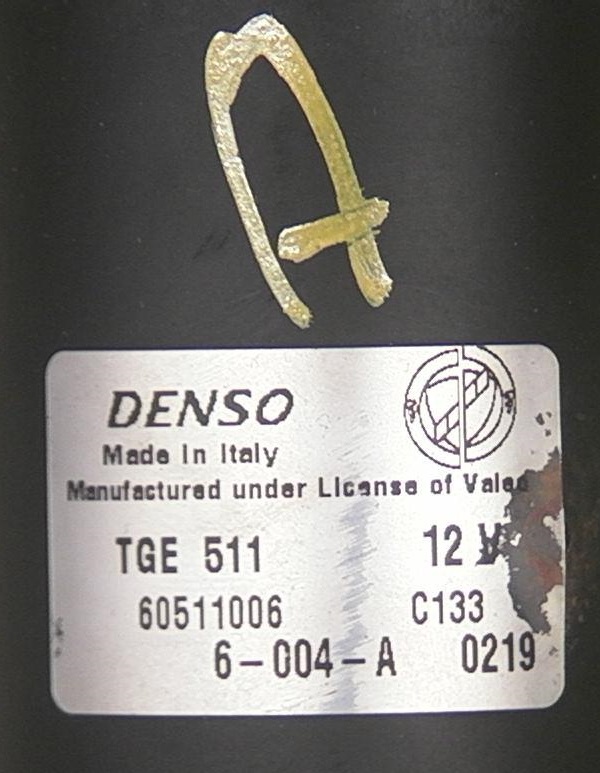 A
DENSO
Made in Italy
Manufactured under License of Valeo
TGE 511 12 V
60511006 C133
6-004-A 0219